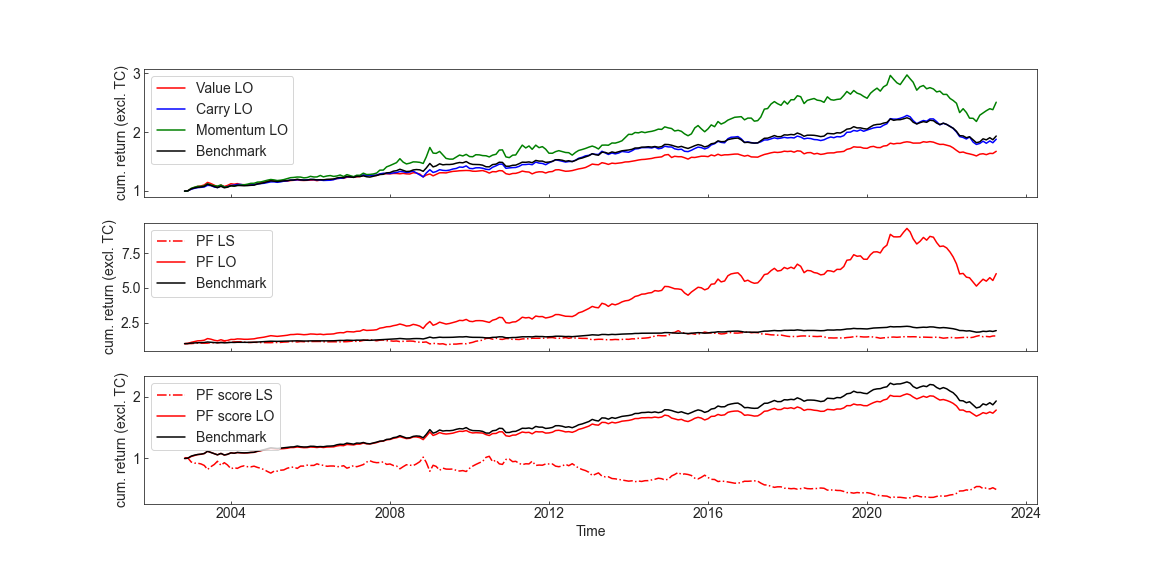 cum. return (excl. TC)
3
2
1
Value LO
Carry LO
Momentum LO
Benchmark
cum. return (excl. TC)
7.5
5.0
2.5
PF LS
PF LO
Benchmark
cum. return (excl. TC)
2
1
PF score LS
PF score LO
Benchmark
2004 2008 2012 2016 2020 2024
Time